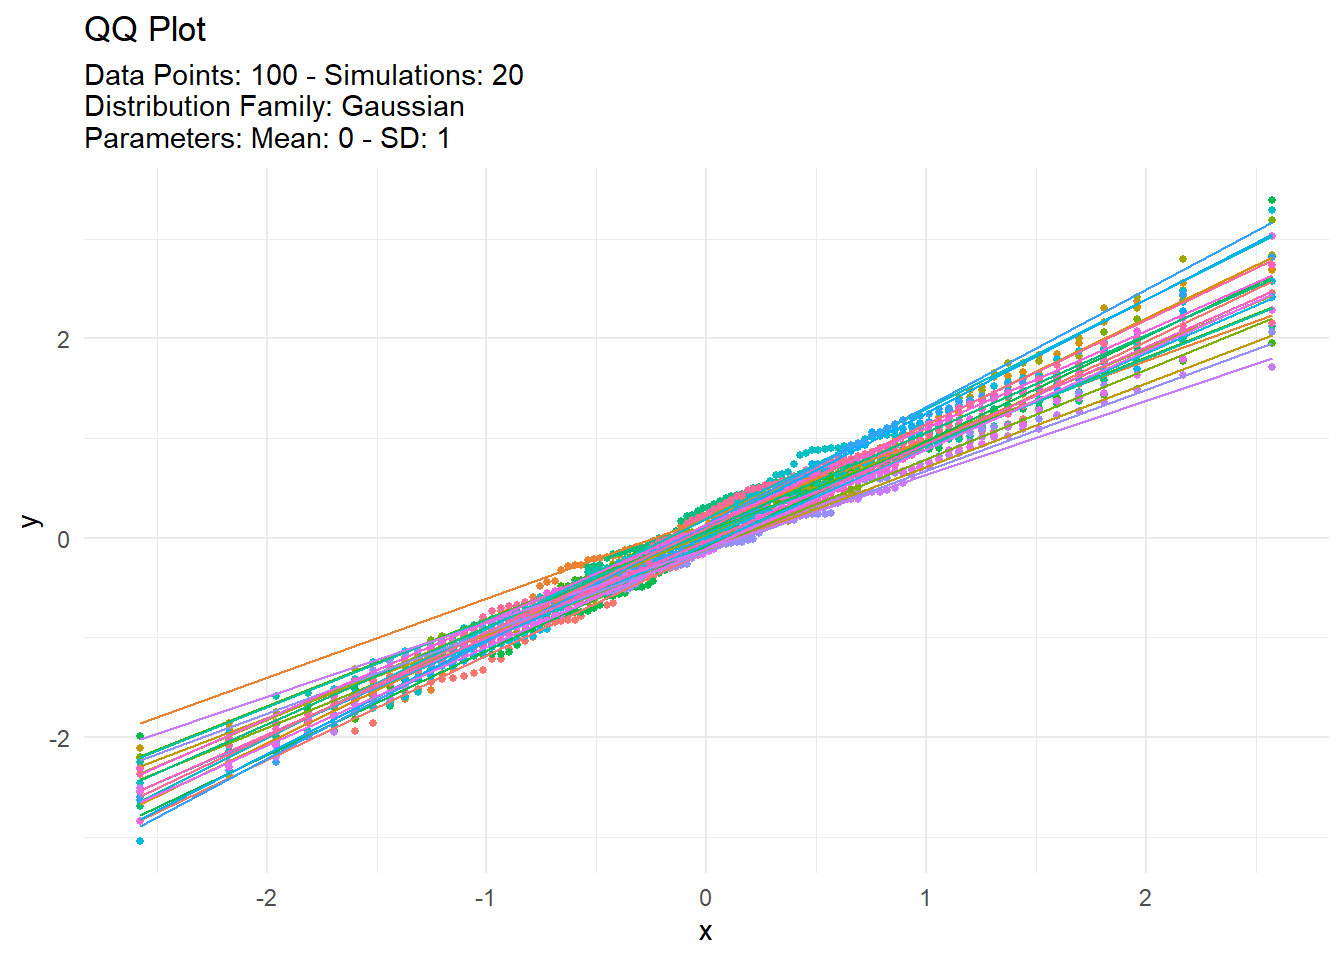 QQ Plot
Data Points: 100 - Simulations: 20
Distribution Family: Gaussian
Parameters: Mean: 0 - SD: 1
2
0
-2
y
-2
-1
0
1
2
x